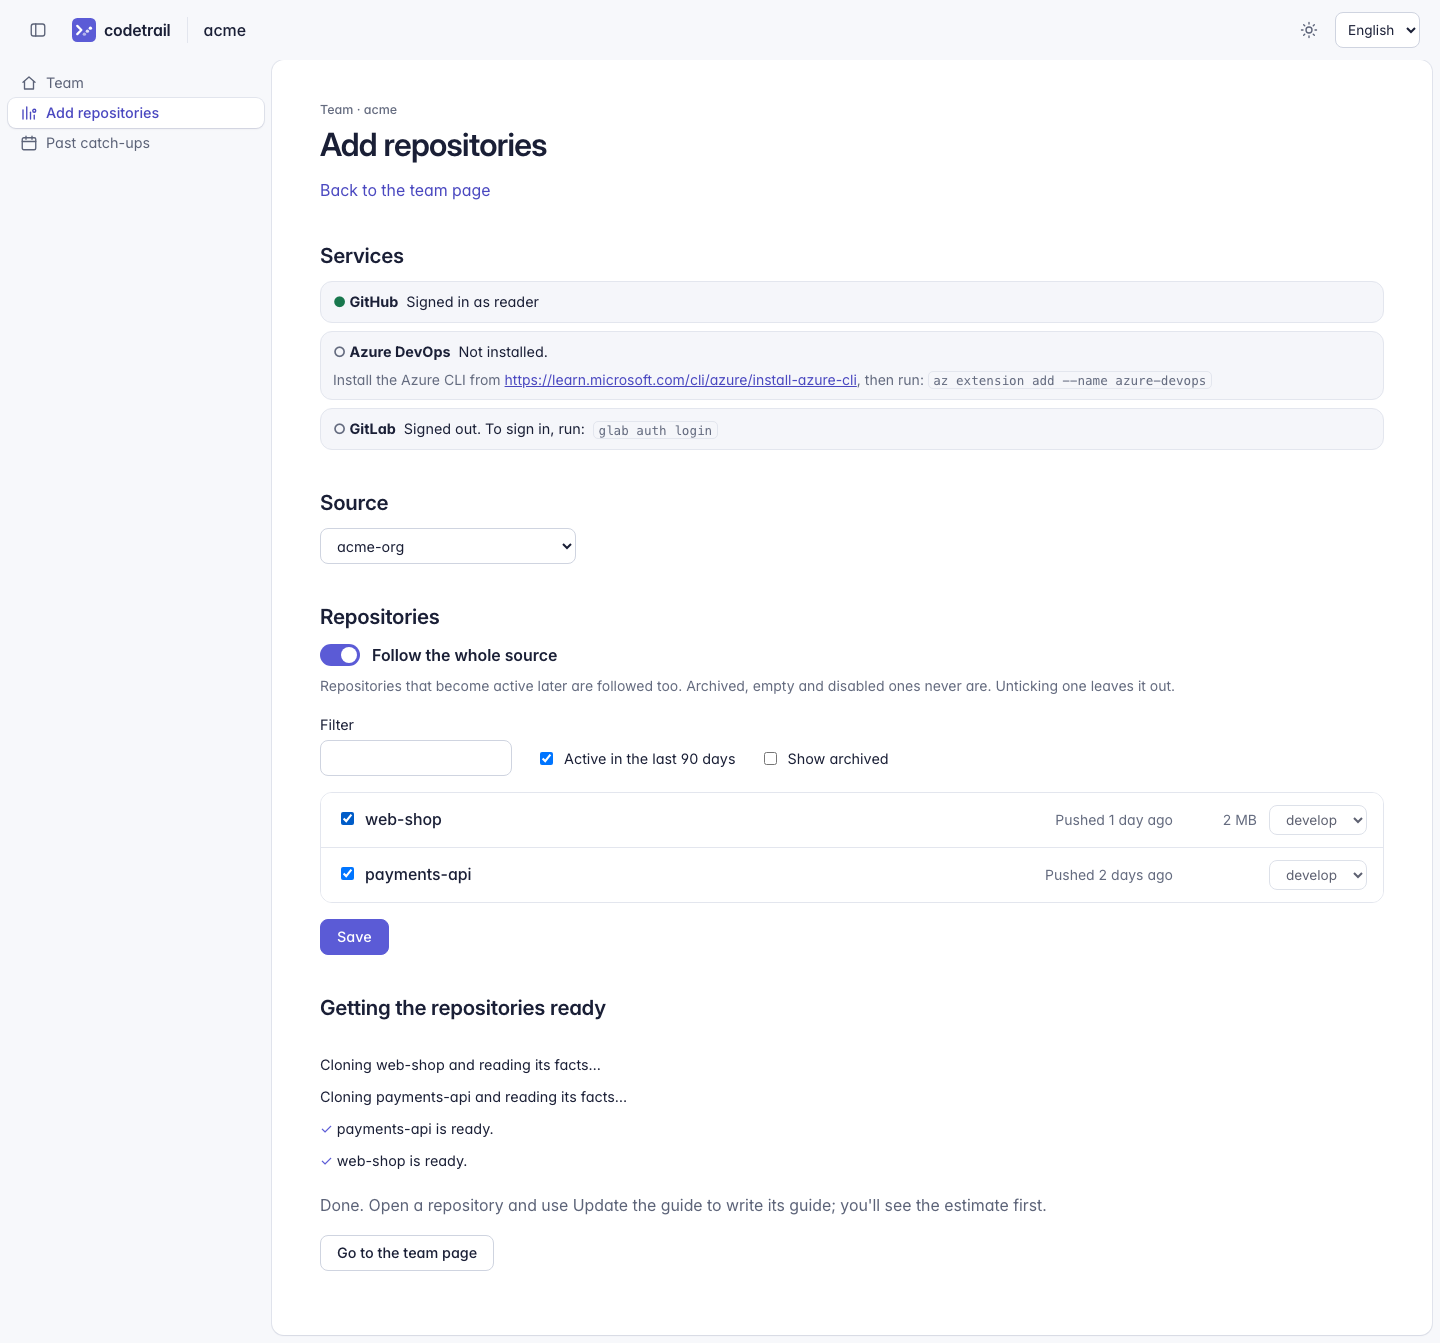 codetrail
acme
English
Team
Add repositories
Past catch-ups
Team · acme
Add repositories
Back to the team page
Services
GitHub Signed in as reader
Azure DevOps Not installed.
Install the Azure CLI from https://learn.microsoft.com/cli/azure/install-azure-cli, then run: az extension add --name azure-devops
GitLab Signed out. To sign in, run: glab auth login
Source
acme-org
Repositories
Follow the whole source
Repositories that become active later are followed too. Archived, empty and disabled ones never are. Unticking one leaves it out.
Filter
Active in the last 90 days
Show archived
web-shop Pushed 1 day ago 2 MB develop
payments-api Pushed 2 days ago develop
Save
Getting the repositories ready
Cloning web-shop and reading its facts...
Cloning payments-api and reading its facts...
✓ payments-api is ready.
✓ web-shop is ready.
Done. Open a repository and use Update the guide to write its guide; you'll see the estimate first.
Go to the team page